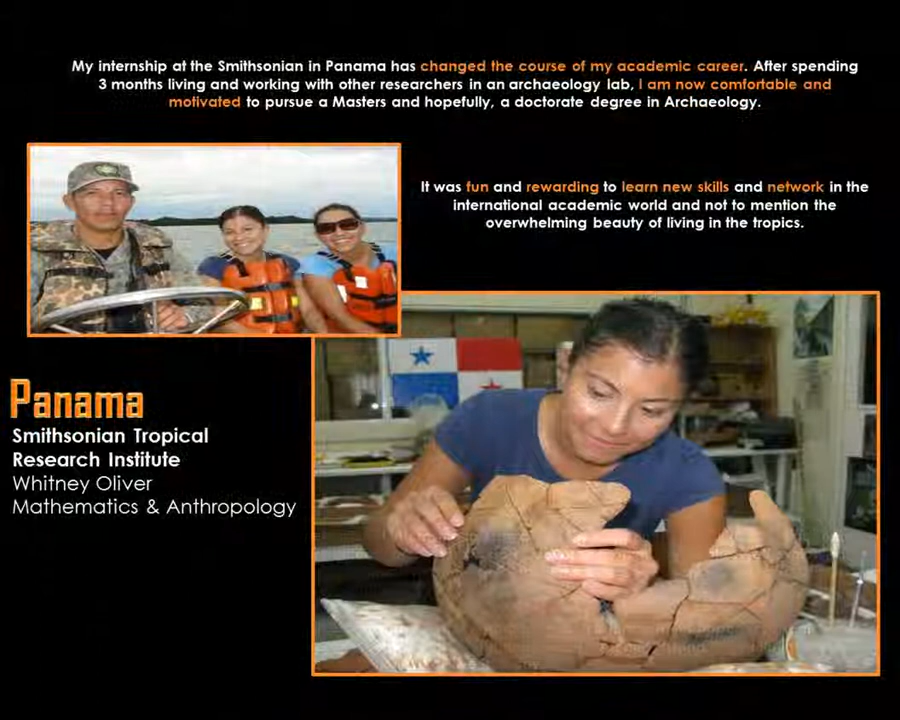 My internship at the Smithsonian in Panama has changed the course of my academic career. After spending
3 months living and working with other researchers in an archaeology lab, I am now comfortable and
motivated to pursue a Masters and hopefully, a doctorate degree in Archaeology.
It was fun and rewarding to learn new skills and network in the
international academic world and not to mention the
overwhelming beauty of living in the tropics.
Panama
Smithsonian Tropical
Research Institute
Whitney Oliver
Mathematics & Anthropology